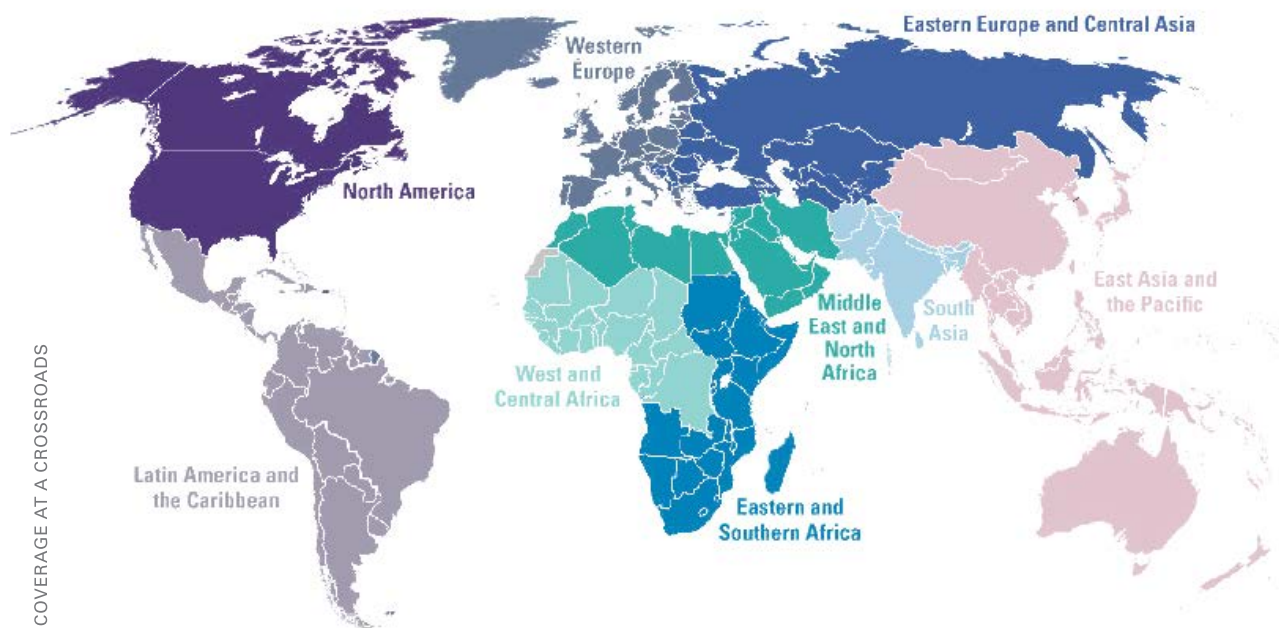 Eastern Europe and Central Asia
Western
Europe
North America
East Asia and
the Pacific
South
Asia
Middle
East and
North
Africa
West and
Central Africa
Latin America and
the Caribbean
Eastern and
Southern Africa
COVERAGE AT A CROSSROADS